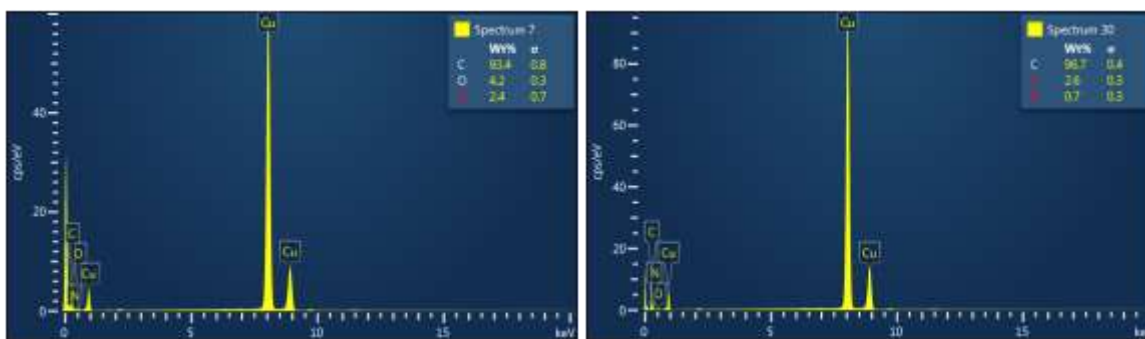 Cu
Spectrum 7
Wt% σ
C 93.4 0.8
O 4.2 0.3
2.4 0.7
40
20
0
cps/eV
C
O
Cu
N
Cu
0 5 10 15 keV
Cu
Spectrum 30
Wt% σ
C 96.7 0.4
2.6 0.3
0.7 0.3
80
60
40
20
0
cps/eV
C
Cu
N
O
Cu
0 5 10 15